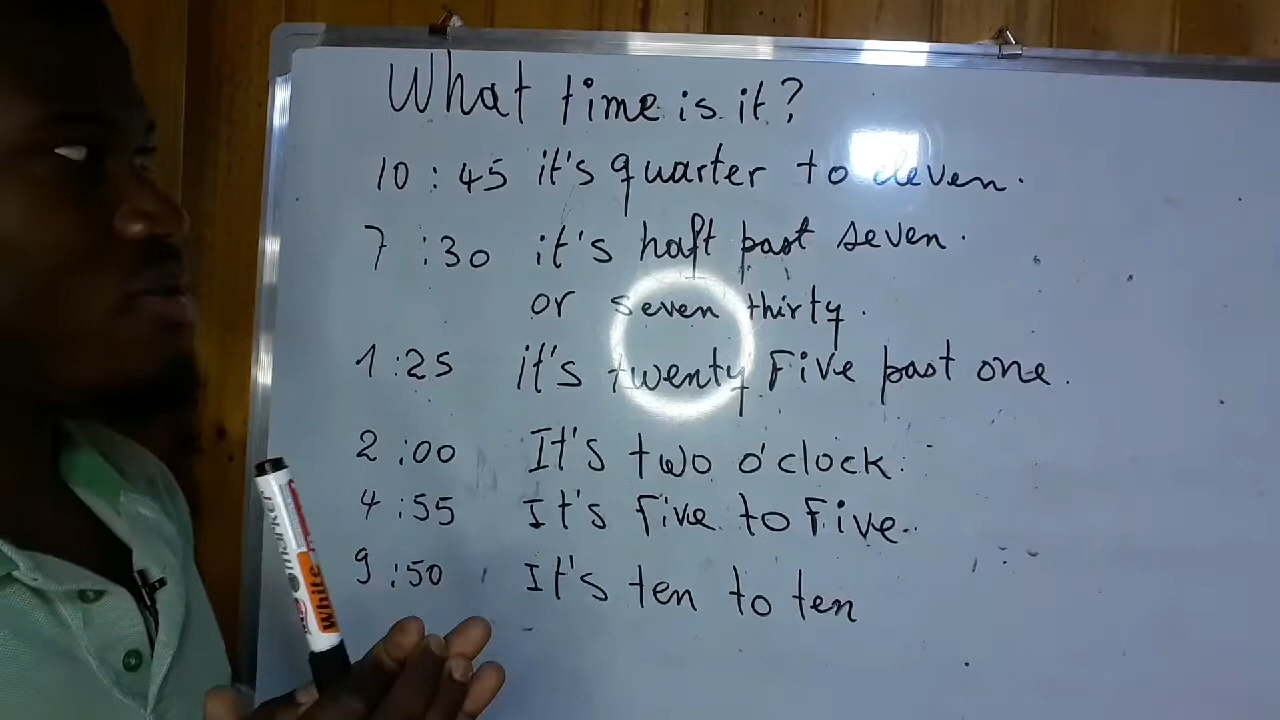 What time is it?
10:45 it's quarter to eleven.
7:30 it's haft past seven.
or seven thirty.
1:25 it's twenty Five past one.
2:00 It's two o'clock.
4:55 It's Five to Five.
9:50 It's ten to ten
White